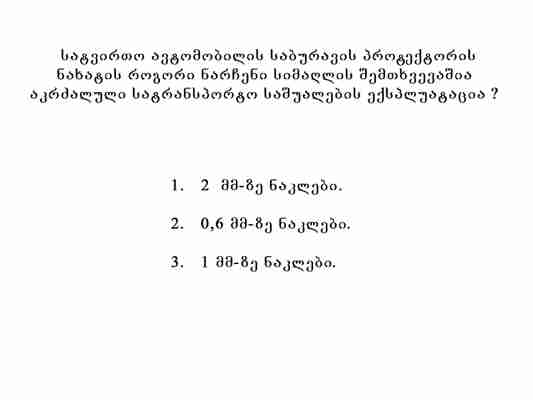 სატვირთო ავტომობილის საბურავის პროტექტორის
ნახატის როგორი ნარჩენი სიმაღლის შემთხვევაშია
აკრძალული სატრანსპორტო საშუალების ექსპლუატაცია ?
1. 2 მმ-ზე ნაკლები.
2. 0,6 მმ-ზე ნაკლები.
3. 1 მმ-ზე ნაკლები.